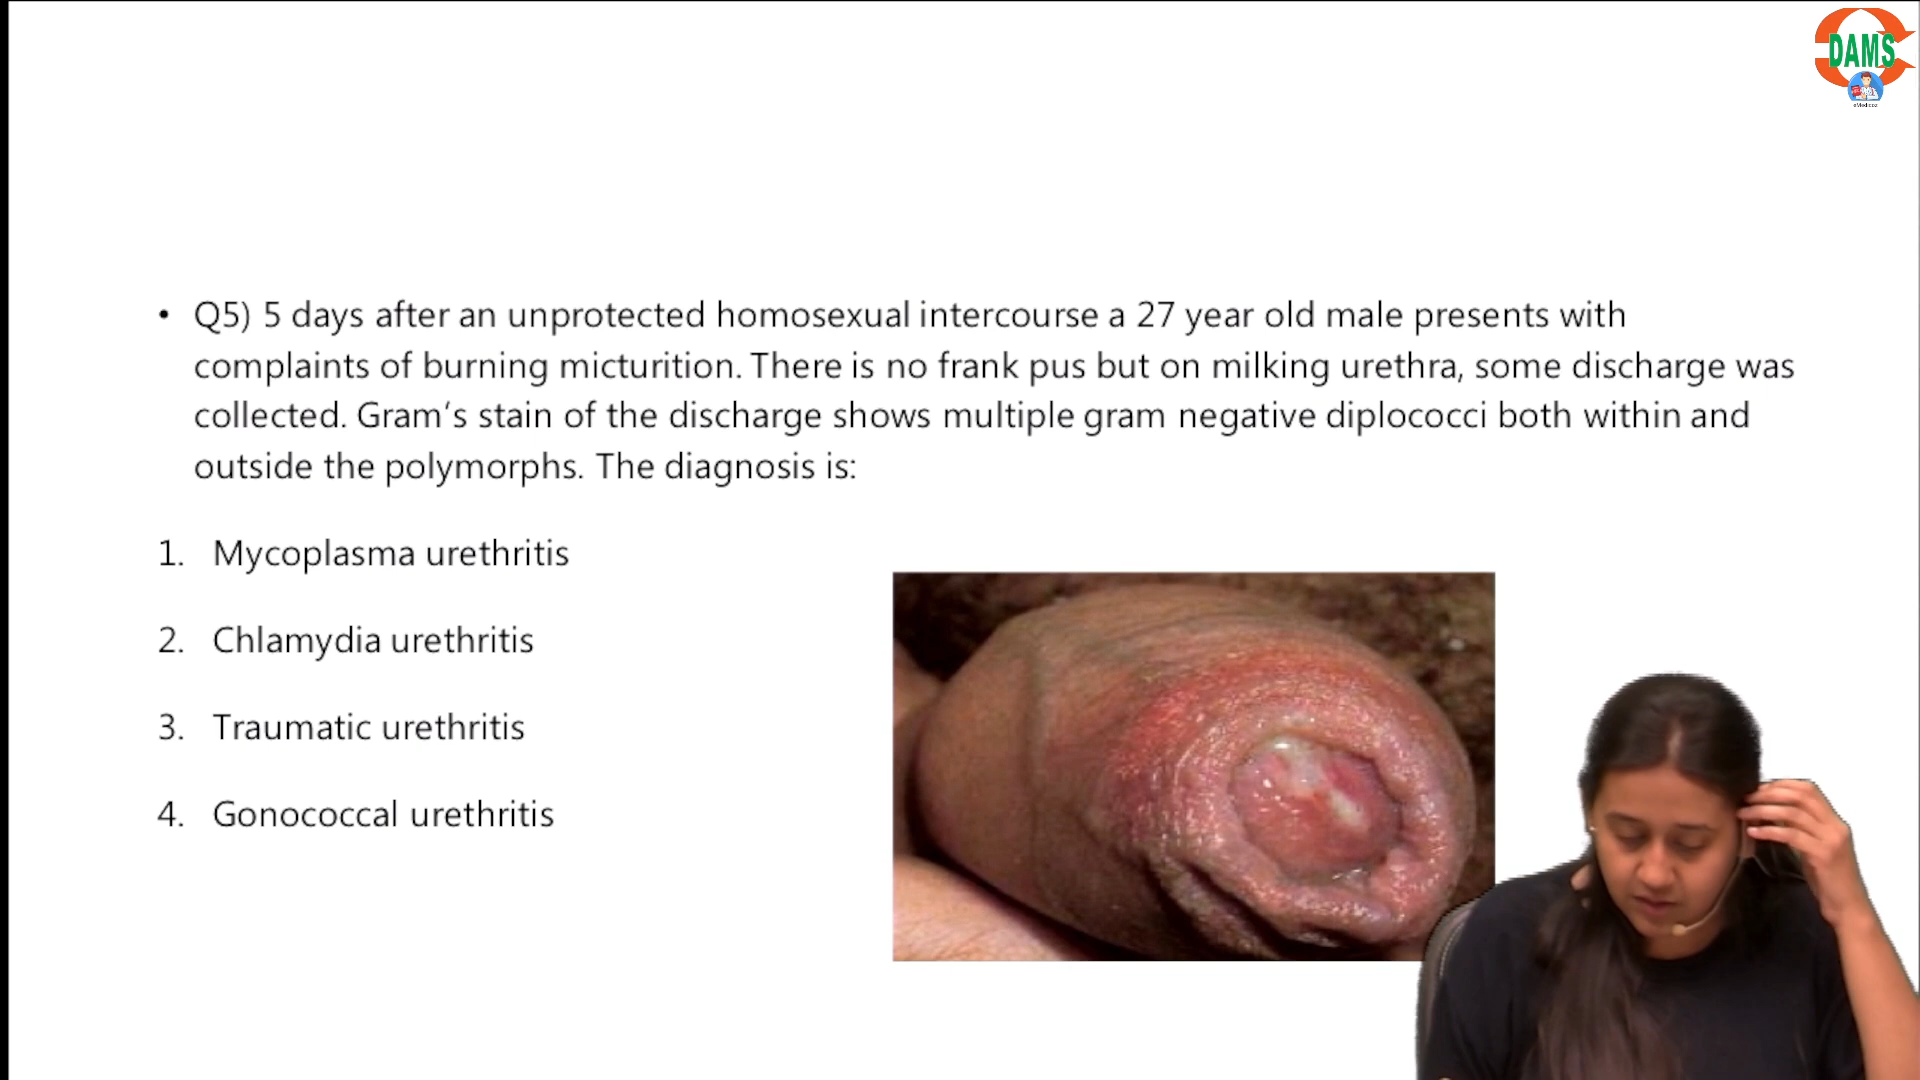 DAMS
eMedicoz
• Q5) 5 days after an unprotected homosexual intercourse a 27 year old male presents with
complaints of burning micturition. There is no frank pus but on milking urethra, some discharge was
collected. Gram’s stain of the discharge shows multiple gram negative diplococci both within and
outside the polymorphs. The diagnosis is:
1. Mycoplasma urethritis
2. Chlamydia urethritis
3. Traumatic urethritis
4. Gonococcal urethritis